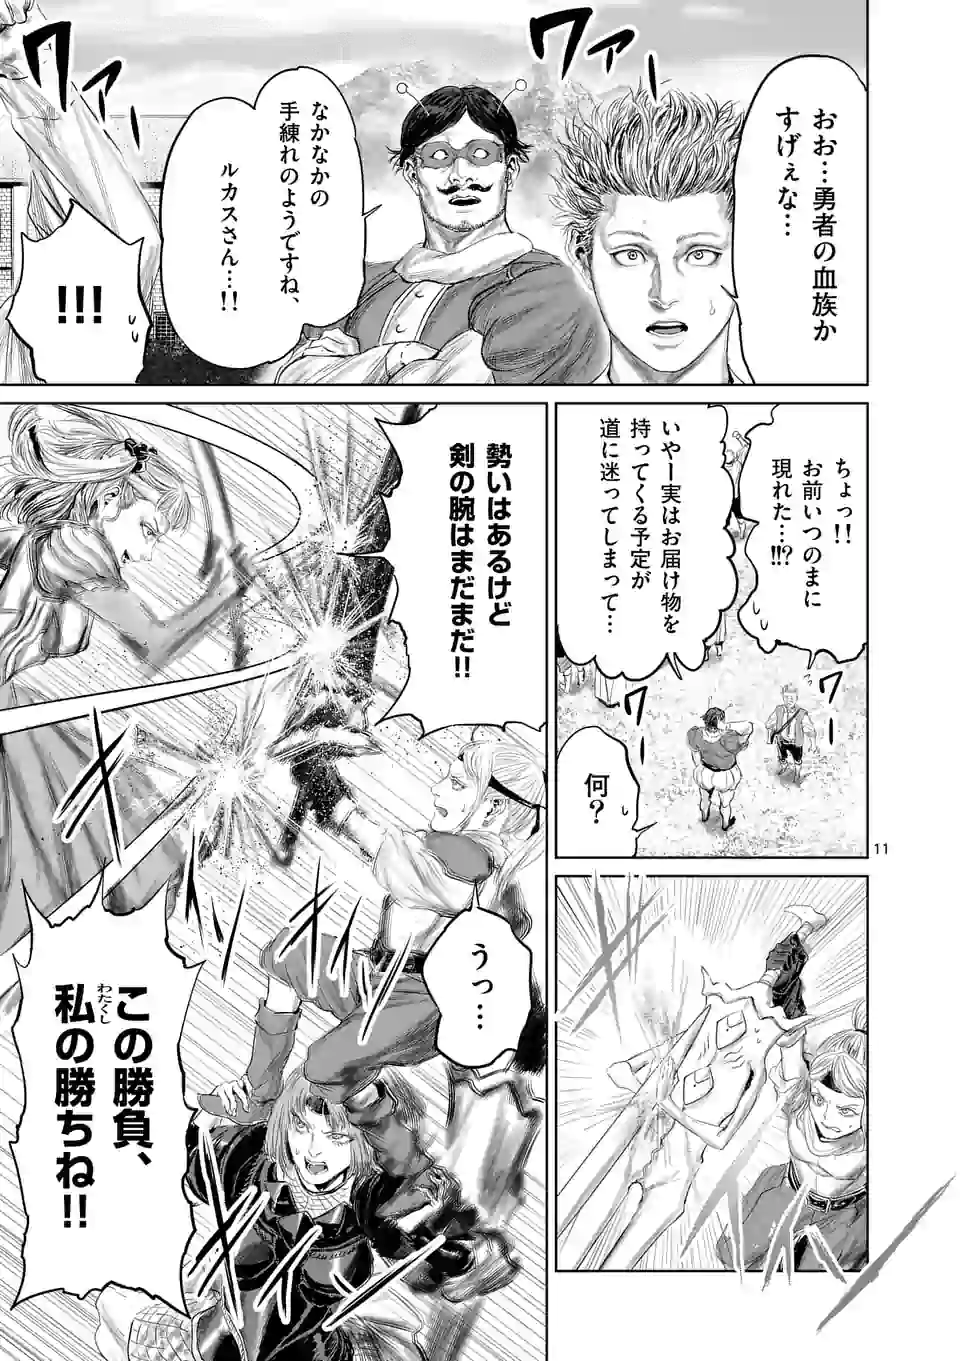 おお…勇者の血族か
すげぇな…
ワァ
ワァ
なかなかの
手練れのようですね、
ルカスさん…!!
!!!
ちょっ!!
お前いつのまに
現れた…!!?
いやー実はお届け物を
持ってくる予定が
道に迷ってしまって…
ワァ
ワァ
何?
11
勢いはあるけど
剣の腕はまだまだ!!
うっ…
この勝負、
私の勝ちね!!
わたくし